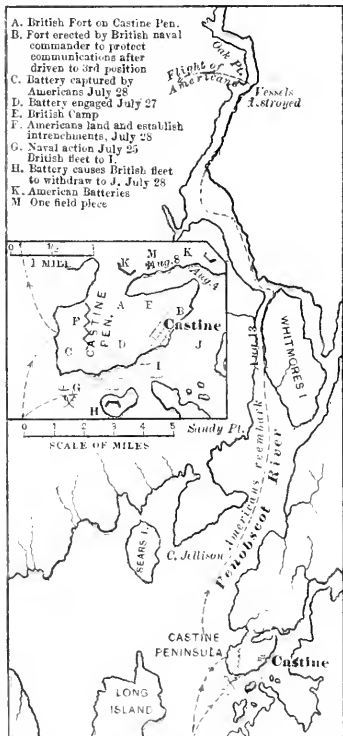 A. British Fort on Castine Pen.
B. Fort erected by British naval
commander to protect
communications after
driven to 3rd position
C. Battery captured by
Americans July 28
D. Battery engaged July 27
E. British Camp
F. Americans land and establish
intrenchments, July 28
G. Naval action July 25
British fleet to I.
H. Battery causes British fleet
to withdraw to J. July 28
K. American Batteries
M One field piece
Oak Pt.
Flight of
Americans
Vessels
d.stroyed
0 1/2
1 MILE
K M K
Aug. 8
Aug. 4
A E B
F
CASTINE
PEN.
Castine
C D J
I
G
H
0 1 2 3 4 5
SCALE OF MILES
WHITMORES I.
Aug. 13
Sandy Pt.
Americans reembark
Penobscot River
SEARS I.
C. Jellison
CASTINE
PENINSULA
Castine
LONG
ISLAND